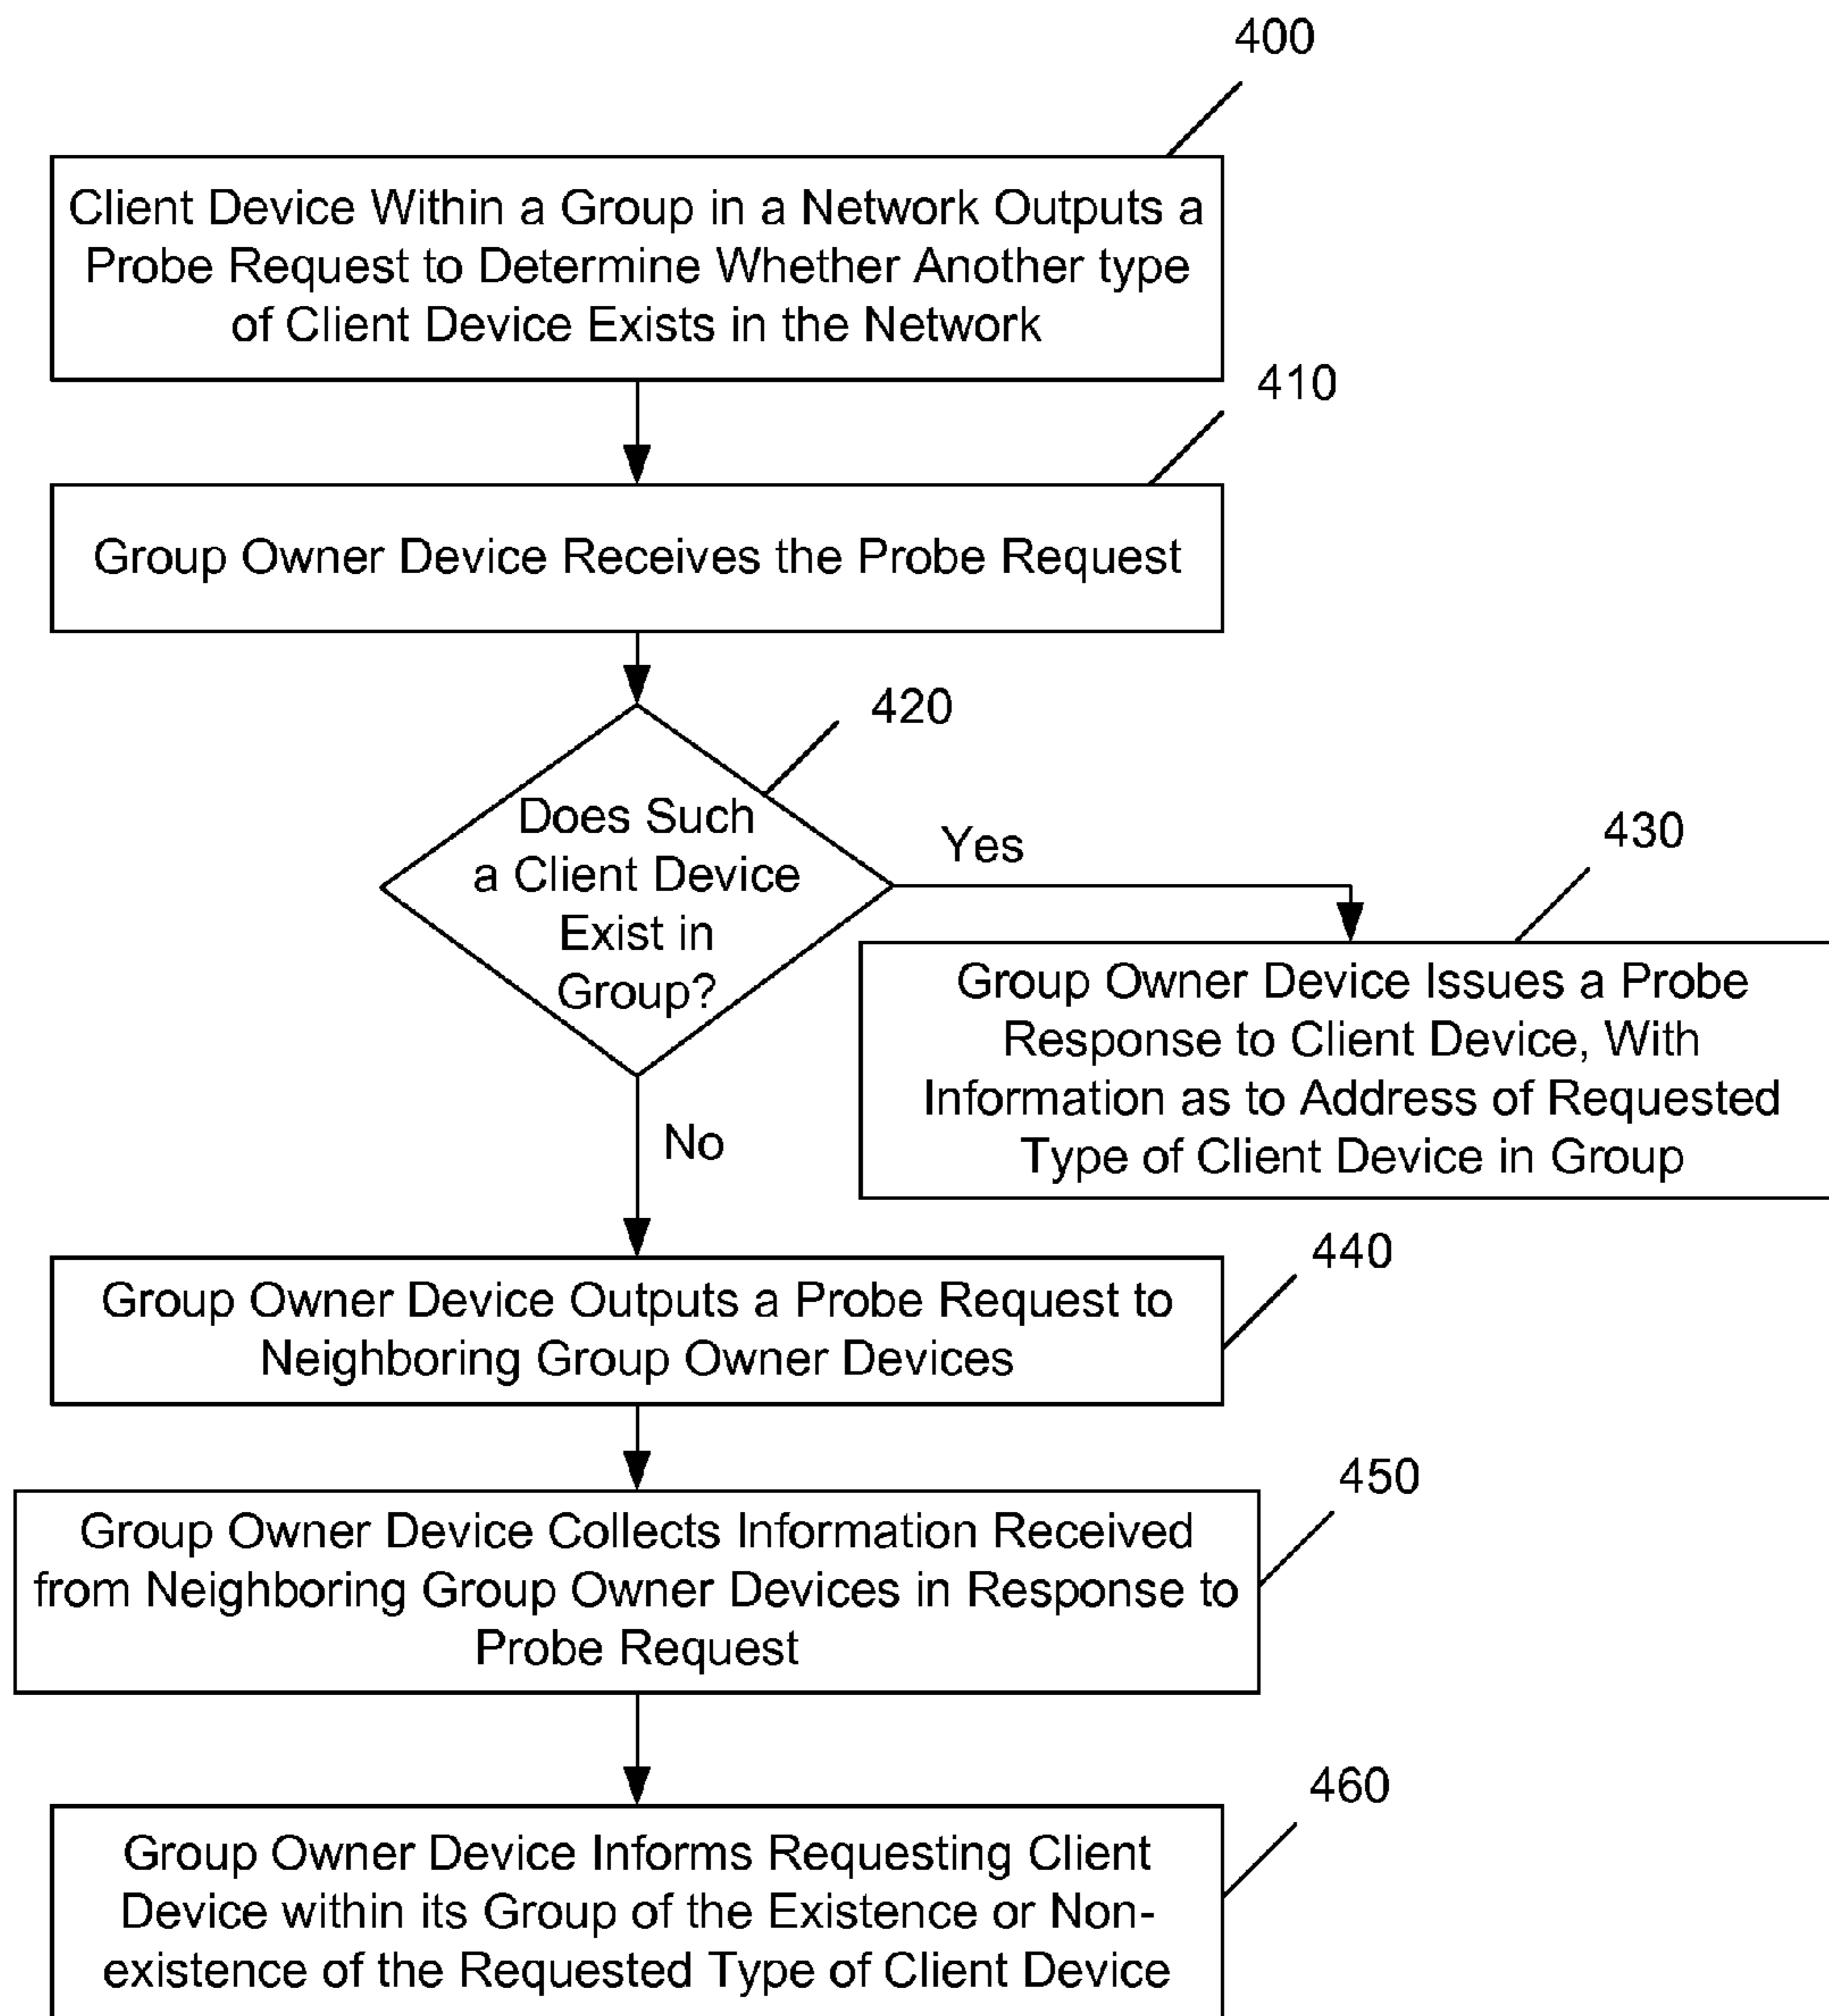 400
Client Device Within a Group in a Network Outputs a
Probe Request to Determine Whether Another type
of Client Device Exists in the Network
410
Group Owner Device Receives the Probe Request
420
Does Such
a Client Device
Exist in
Group?
Yes
430
Group Owner Device Issues a Probe
Response to Client Device, With
Information as to Address of Requested
Type of Client Device in Group
No
440
Group Owner Device Outputs a Probe Request to
Neighboring Group Owner Devices
450
Group Owner Device Collects Information Received
from Neighboring Group Owner Devices in Response to
Probe Request
460
Group Owner Device Informs Requesting Client
Device within its Group of the Existence or Non-
existence of the Requested Type of Client Device